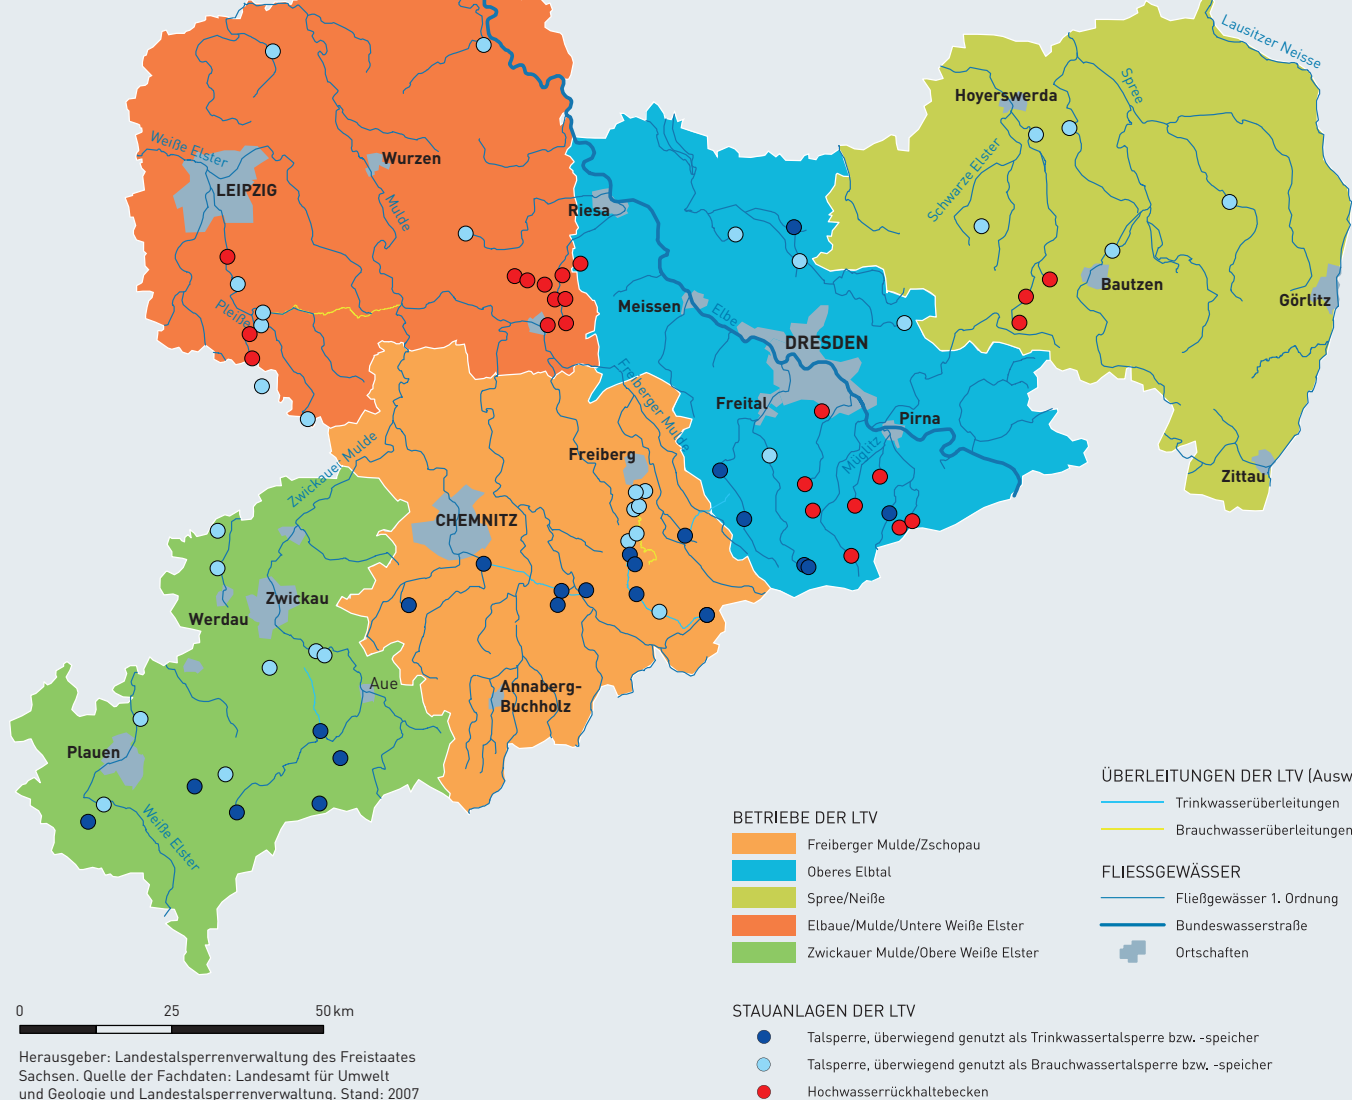 Lausitzer Neisse
Spree
Hoyerswerda
Schwarze Elster
Weiße Elster
Wurzen
LEIPZIG
Mulde
Riesa
Bautzen
Görlitz
Meissen
Elbe
Pleiße
DRESDEN
Freiberger Mulde
Freital
Pirna
Müglitz
Zittau
Zwickauer Mulde
Freiberg
CHEMNITZ
Zwickau
Werdau
Aue
Annaberg-
Buchholz
Plauen
Weiße Elster
BETRIEBE DER LTV
Freiberger Mulde/Zschopau
Oberes Elbtal
Spree/Neiße
Elbaue/Mulde/Untere Weiße Elster
Zwickauer Mulde/Obere Weiße Elster
ÜBERLEITUNGEN DER LTV (Ausw
Trinkwasserüberleitungen
Brauchwasserüberleitungen
FLIESSGEWÄSSER
Fließgewässer 1. Ordnung
Bundeswasserstraße
Ortschaften
STAUANLAGEN DER LTV
Talsperre, überwiegend genutzt als Trinkwassertalsperre bzw. -speicher
Talsperre, überwiegend genutzt als Brauchwassertalsperre bzw. -speicher
Hochwasserrückhaltebecken
0 25 50 km
Herausgeber: Landestalsperrenverwaltung des Freistaates
Sachsen. Quelle der Fachdaten: Landesamt für Umwelt
und Geologie und Landestalsperrenverwaltung. Stand: 2007